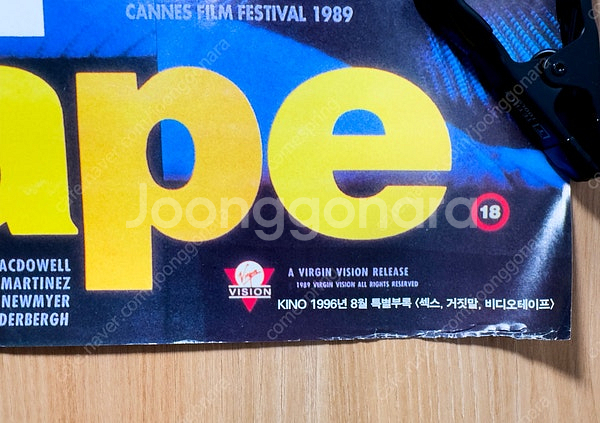 CANNES FILM FESTIVAL 1989
ape
Joonggonara
18
ACDOWELL
MARTINEZ
NEWMYER
DERBERGH
Virgin
VISION
A VIRGIN VISION RELEASE
1989 VIRGIN VISION ALL RIGHTS RESERVED
KINO 1996년 8월 특별부록 〈섹스, 거짓말, 비디오테이프〉